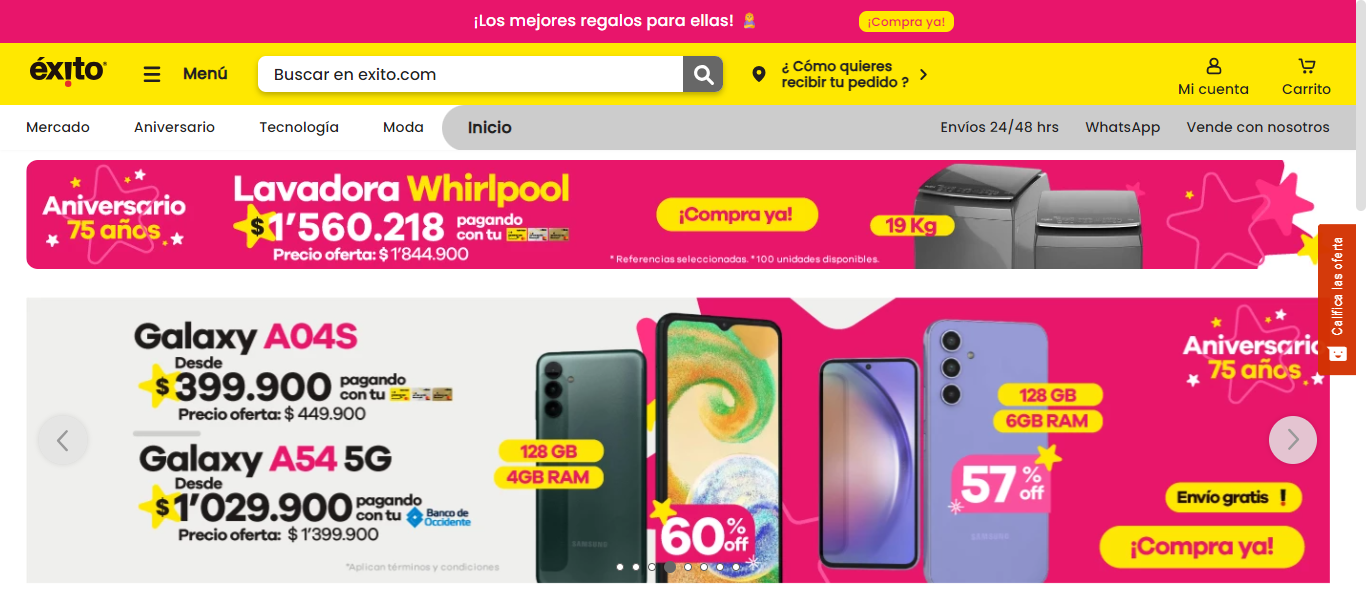 ¡Los mejores regalos para ellas!
¡Compra ya!
éxito
Menú
Buscar en exito.com
¿ Cómo quieres
recibir tu pedido ?
Mi cuenta
Carrito
Mercado
Aniversario
Tecnología
Moda
Inicio
Envíos 24/48 hrs
WhatsApp
Vende con nosotros
Aniversario
75 años
Lavadora Whirlpool
$1'560.218
pagando
con tu
Precio oferta: $ 1'844.900
¡Compra ya!
19 Kg
* Referencias seleccionadas. *100 unidades disponibles.
Califica las oferta
Galaxy A04S
Desde
$399.900
pagando
con tu
Precio oferta: $ 449.900
Galaxy A54 5G
Desde
$1'029.900
pagando
con tu
Banco de
Occidente
Precio oferta: $ 1'399.900
*Aplican términos y condiciones
128 GB
4GB RAM
SAMSUNG
60%
off
128 GB
6GB RAM
57%
off
SAMSUNG
Aniversario
75 años
Envío gratis !
¡Compra ya!